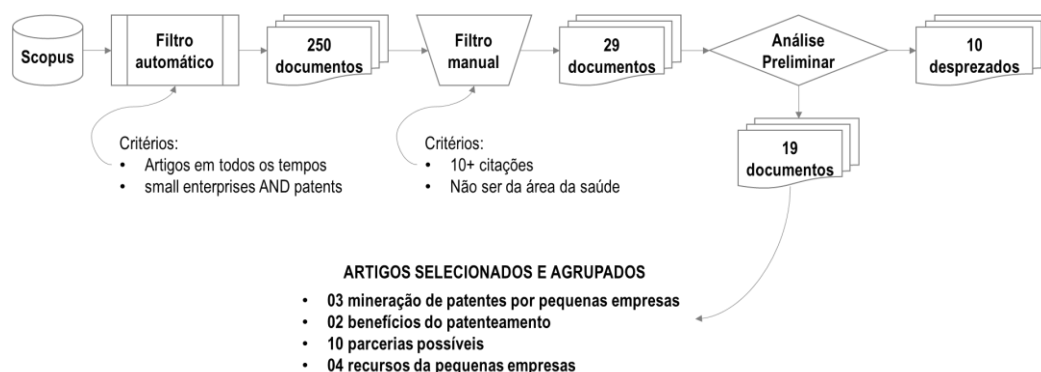 Scopus
Filtro
automático
250
documentos
Filtro
manual
29
documentos
Análise
Preliminar
10
desprezados
Critérios:
• Artigos em todos os tempos
• small enterprises AND patents
Critérios:
• 10+ citações
• Não ser da área da saúde
19
documentos
ARTIGOS SELECIONADOS E AGRUPADOS
• 03 mineração de patentes por pequenas empresas
• 02 benefícios do patenteamento
• 10 parcerias possíveis
• 04 recursos da pequenas empresas